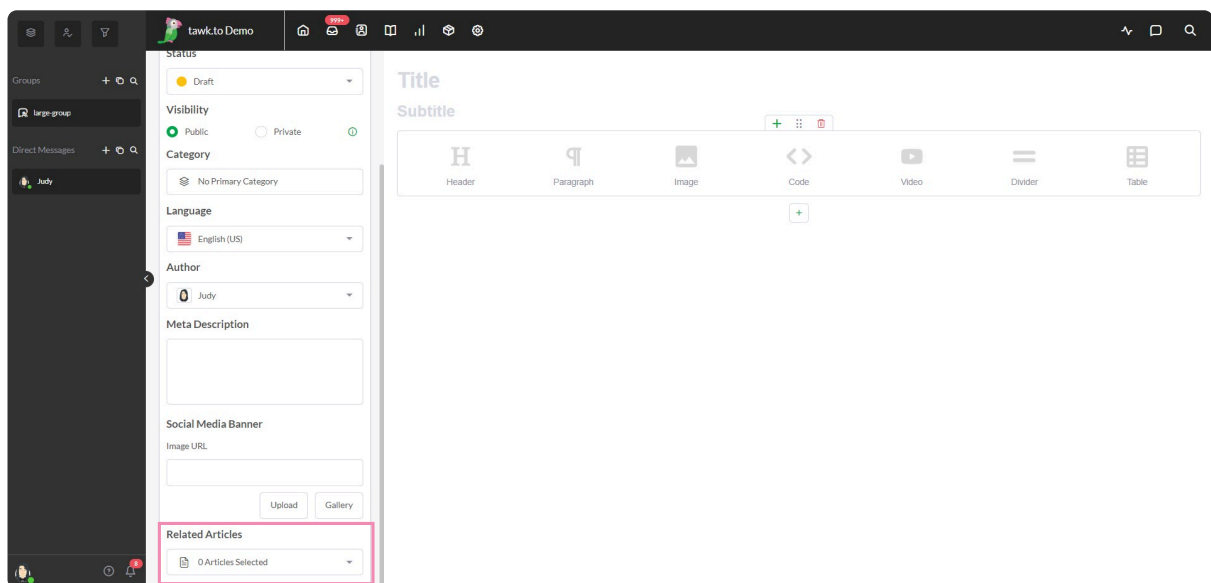 tawk.to Demo
999+
Groups
large-group
Direct Messages
Judy
8
Status
Draft
Visibility
Public
Private
Category
No Primary Category
Language
English (US)
Author
Judy
Meta Description
Social Media Banner
Image URL
Upload
Gallery
Related Articles
0 Articles Selected
Title
Subtitle
H
Header
Paragraph
Image
Code
Video
Divider
Table